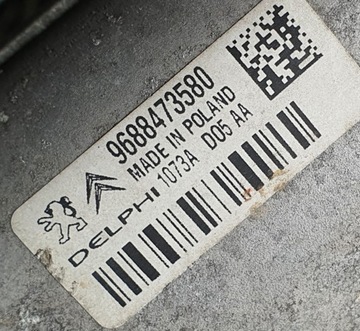 9688473580
MADE IN POLAND
DELPHI 1073A D05 AA